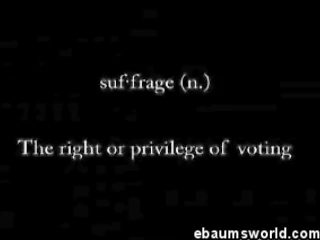 suf·frage (n.)
The right or privilege of voting
ebaumsworld.com